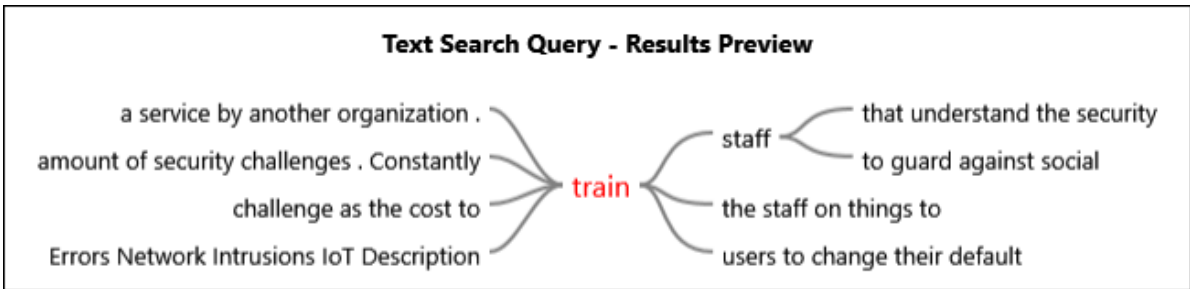 Text Search Query - Results Preview
a service by another organization .
amount of security challenges . Constantly
challenge as the cost to
Errors Network Intrusions IoT Description
train
staff
that understand the security
to guard against social
the staff on things to
users to change their default